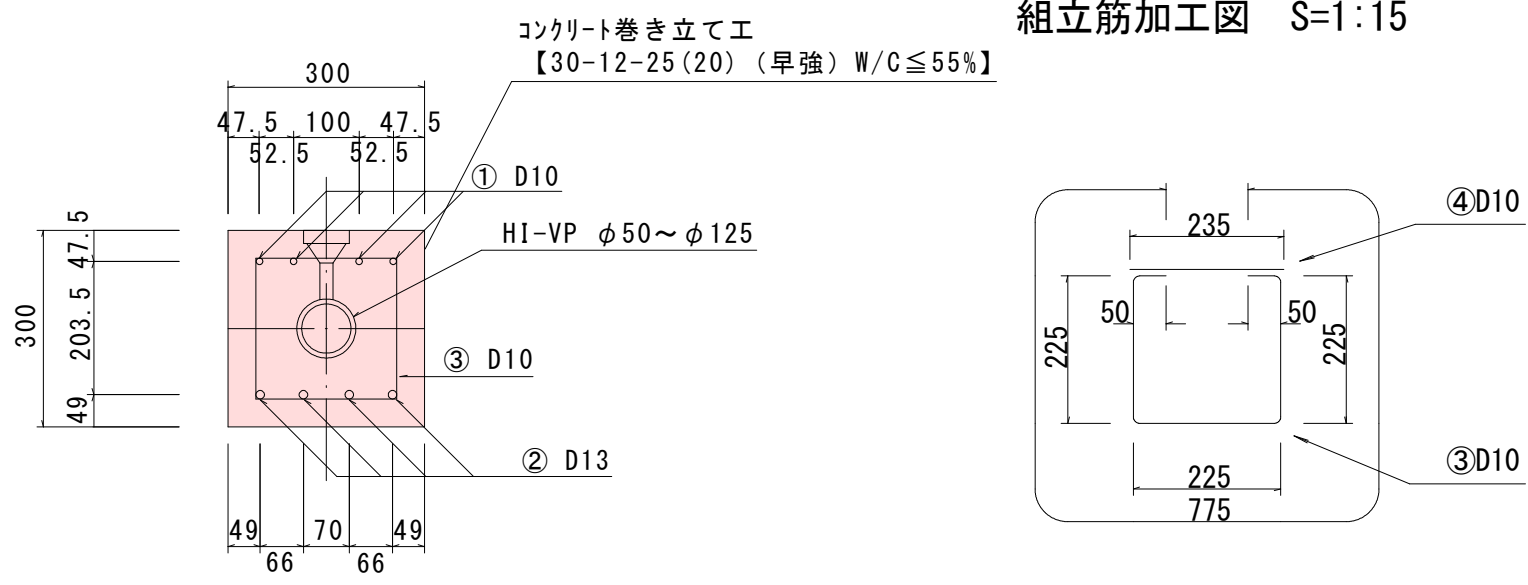 組立筋加工図 S=1:15
コンクリート巻き立て工
【30-12-25(20) (早強) W/C≦55%】
300
47.5 100 47.5
52.5 52.5
① D10
HI-VP φ50～φ125
③ D10
② D13
47.5
203.5
49
300
49 70 49
66 66
④D10
235
50 50
225 225
③D10
225
775